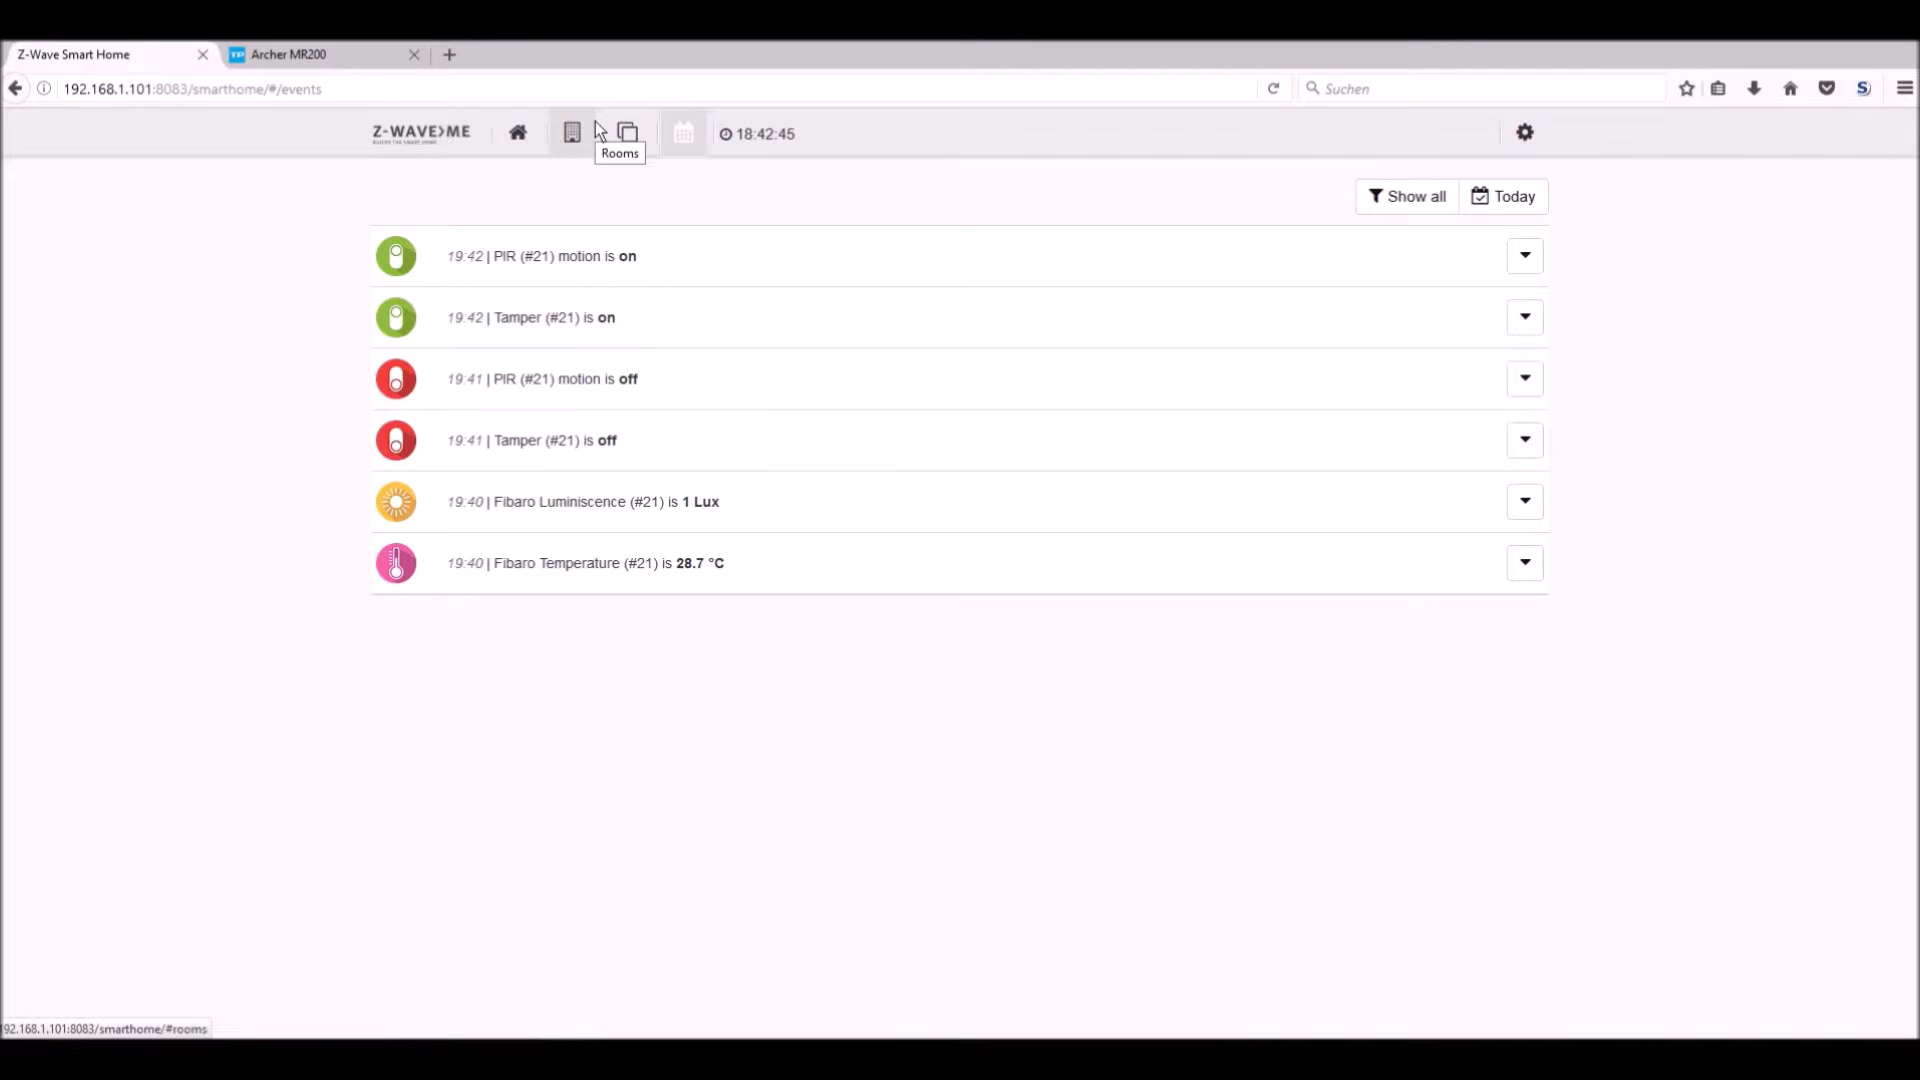 Z-Wave Smart Home
TP Archer MR200
192.168.1.101:8083/smarthome/#/events
Suchen
S
Z-WAVE>ME
18:42:45
Rooms
Show all
Today
19:42 | PIR (#21) motion is on
19:42 | Tamper (#21) is on
19:41 | PIR (#21) motion is off
19:41 | Tamper (#21) is off
19:40 | Fibaro Luminiscence (#21) is 1 Lux
19:40 | Fibaro Temperature (#21) is 28.7 °C
192.168.1.101:8083/smarthome/#rooms